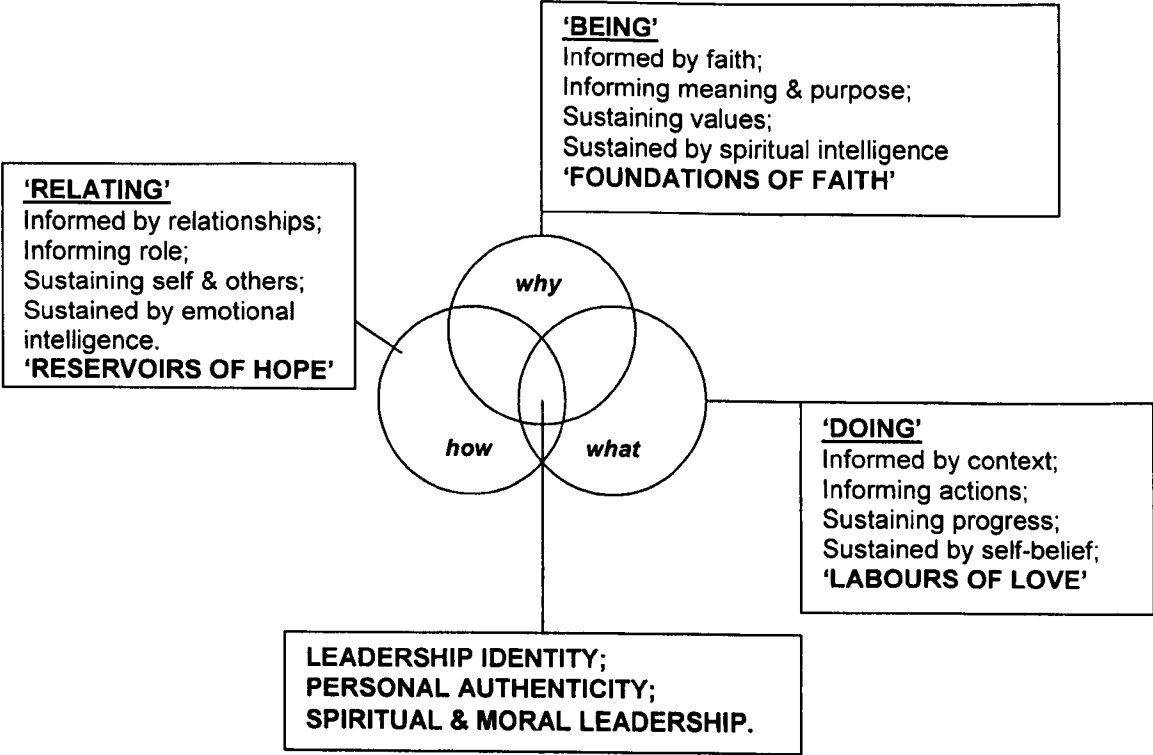 'BEING'
Informed by faith;
Informing meaning & purpose;
Sustaining values;
Sustained by spiritual intelligence
'FOUNDATIONS OF FAITH'
'RELATING'
Informed by relationships;
Informing role;
Sustaining self & others;
Sustained by emotional
intelligence.
'RESERVOIRS OF HOPE'
why
how
what
'DOING'
Informed by context;
Informing actions;
Sustaining progress;
Sustained by self-belief;
'LABOURS OF LOVE'
LEADERSHIP IDENTITY;
PERSONAL AUTHENTICITY;
SPIRITUAL & MORAL LEADERSHIP.